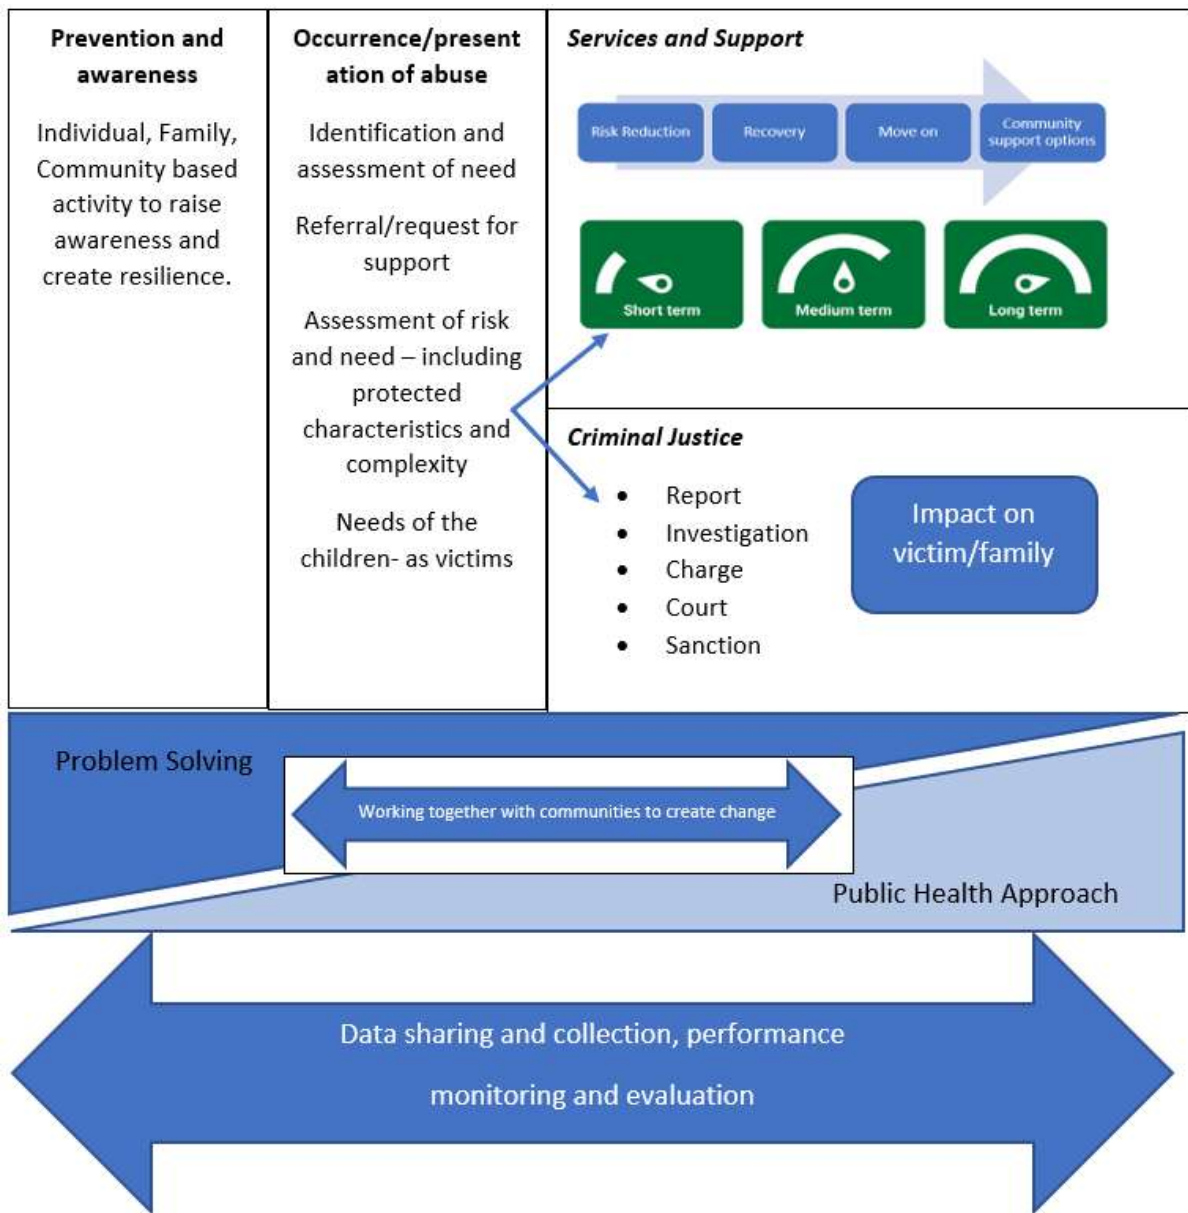 Prevention and
awareness
Individual, Family,
Community based
activity to raise
awareness and
create resilience.
Occurrence/present
ation of abuse
Identification and
assessment of need
Referral/request for
support
Assessment of risk
and need – including
protected
characteristics and
complexity
Needs of the
children- as victims
Services and Support
Risk Reduction
Recovery
Move on
Community
support options
Short term
Medium term
Long term
Criminal Justice
• Report
• Investigation
• Charge
• Court
• Sanction
Impact on
victim/family
Problem Solving
Working together with communities to create change
Public Health Approach
Data sharing and collection, performance
monitoring and evaluation